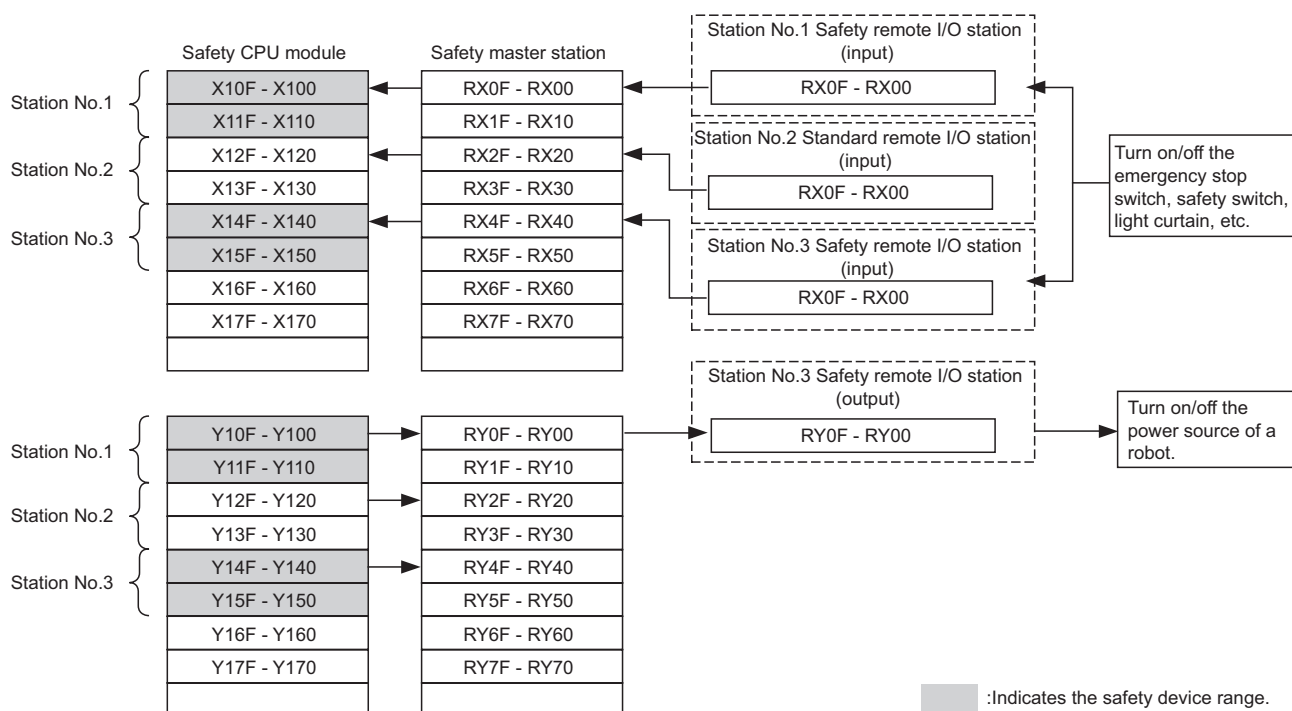 Safety CPU module
Safety master station
Station No.1 Safety remote I/O station
(input)
Station No.1
X10F - X100
RX0F - RX00
RX0F - RX00
X11F - X110
RX1F - RX10
Station No.2 Standard remote I/O station
(input)
Station No.2
X12F - X120
RX2F - RX20
X13F - X130
RX3F - RX30
RX0F - RX00
Turn on/off the
emergency stop
switch, safety switch,
light curtain, etc.
Station No.3
X14F - X140
RX4F - RX40
X15F - X150
RX5F - RX50
Station No.3 Safety remote I/O station
(input)
X16F - X160
RX6F - RX60
RX0F - RX00
X17F - X170
RX7F - RX70
Station No.3 Safety remote I/O station
(output)
Station No.1
Y10F - Y100
RY0F - RY00
RY0F - RY00
Turn on/off the
power source of a
robot.
Y11F - Y110
RY1F - RY10
Station No.2
Y12F - Y120
RY2F - RY20
Y13F - Y130
RY3F - RY30
Station No.3
Y14F - Y140
RY4F - RY40
Y15F - Y150
RY5F - RY50
Y16F - Y160
RY6F - RY60
Y17F - Y170
RY7F - RY70
:Indicates the safety device range.